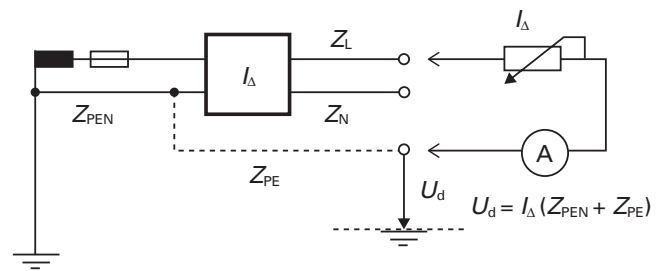 I_Δ
Z_L
I_Δ
Z_PEN
Z_N
A
Z_PE
U_d
U_d = I_Δ (Z_PEN + Z_PE)